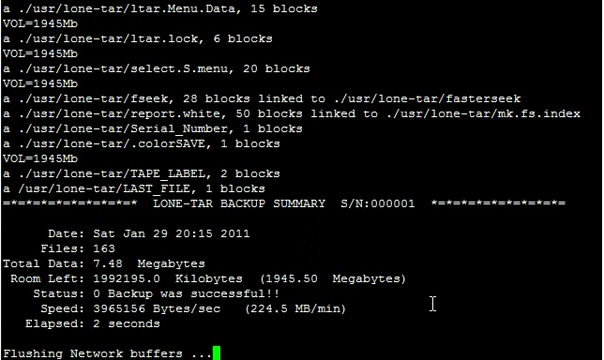 a ./usr/lone-tar/ltar.Menu.Data, 15 blocks
VOL=1945Mb
a ./usr/lone-tar/ltar.lock, 6 blocks
VOL=1945Mb
a ./usr/lone-tar/select.S.menu, 20 blocks
VOL=1945Mb
a ./usr/lone-tar/fseek, 28 blocks linked to ./usr/lone-tar/fasterseek
a ./usr/lone-tar/report.white, 50 blocks linked to ./usr/lone-tar/mk.fs.index
a ./usr/lone-tar/Serial_Number, 1 blocks
a ./usr/lone-tar/.colorSAVE, 1 blocks
VOL=1945Mb
a ./usr/lone-tar/TAPE_LABEL, 2 blocks
a /usr/lone-tar/LAST_FILE, 1 blocks
=*=*=*=*=*=*=*=*  LONE-TAR BACKUP SUMMARY  S/N:000001  *=*=*=*=*=*=*=*=
Date: Sat Jan 29 20:15 2011
Files: 163
Total Data: 7.48  Megabytes
Room Left: 1992195.0  Kilobytes  (1945.50  Megabytes)
Status: 0 Backup was successful!!
Speed: 3965156 Bytes/sec  (224.5 MB/min)
Elapsed: 2 seconds
Flushing Network buffers ...